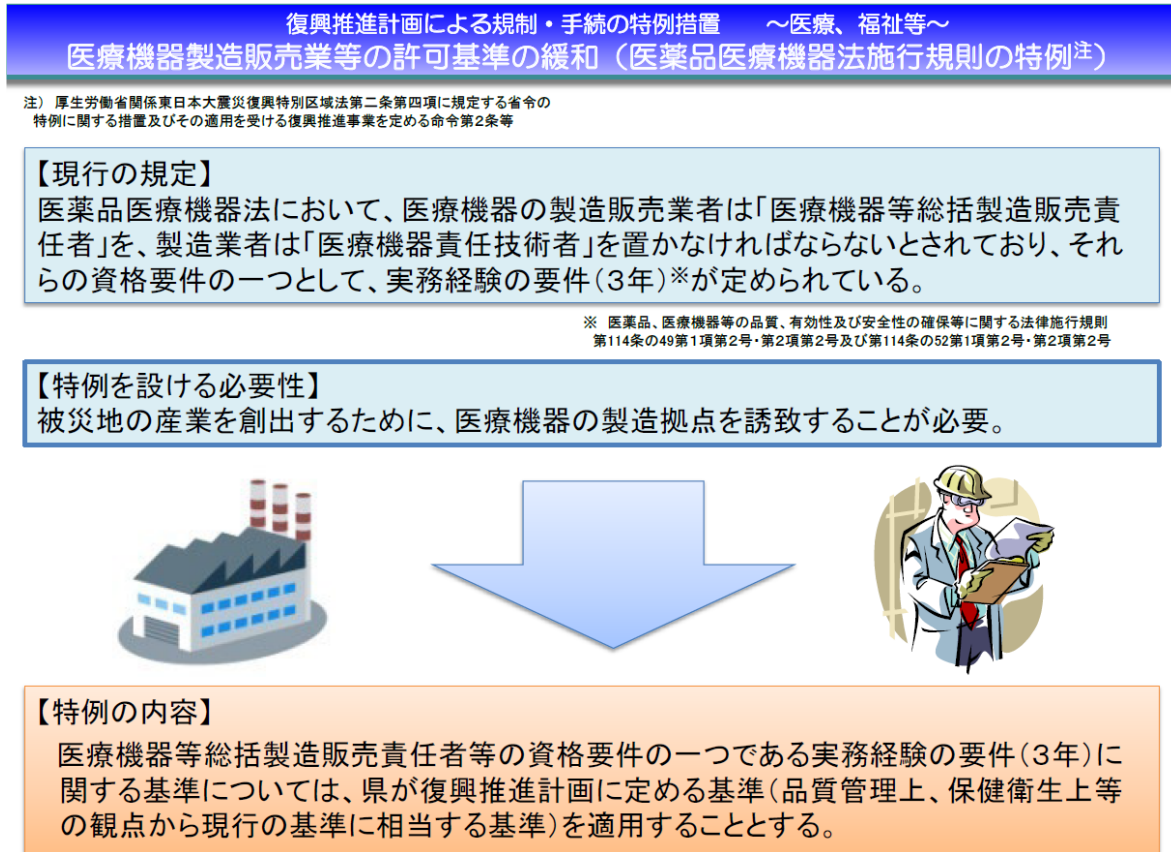 復興推進計画による規制・手続の特例措置　～医療、福祉等～
医療機器製造販売業等の許可基準の緩和（医薬品医療機器法施行規則の特例注）
注） 厚生労働省関係東日本大震災復興特別区域法第二条第四項に規定する省令の
特例に関する措置及びその適用を受ける復興推進事業を定める命令第２条等
【現行の規定】
医薬品医療機器法において、医療機器の製造販売業者は「医療機器等総括製造販売責
任者」を、製造業者は「医療機器責任技術者」を置かなければならないとされており、それ
らの資格要件の一つとして、実務経験の要件（３年）※が定められている。
※ 医薬品、医療機器等の品質、有効性及び安全性の確保等に関する法律施行規則
第114条の49第１項第２号・第２項第２号及び第114条の52第１項第２号・第２項第２号
【特例を設ける必要性】
被災地の産業を創出するために、医療機器の製造拠点を誘致することが必要。
【特例の内容】
医療機器等総括製造販売責任者等の資格要件の一つである実務経験の要件（３年）に
関する基準については、県が復興推進計画に定める基準（品質管理上、保健衛生上等
の観点から現行の基準に相当する基準）を適用することとする。